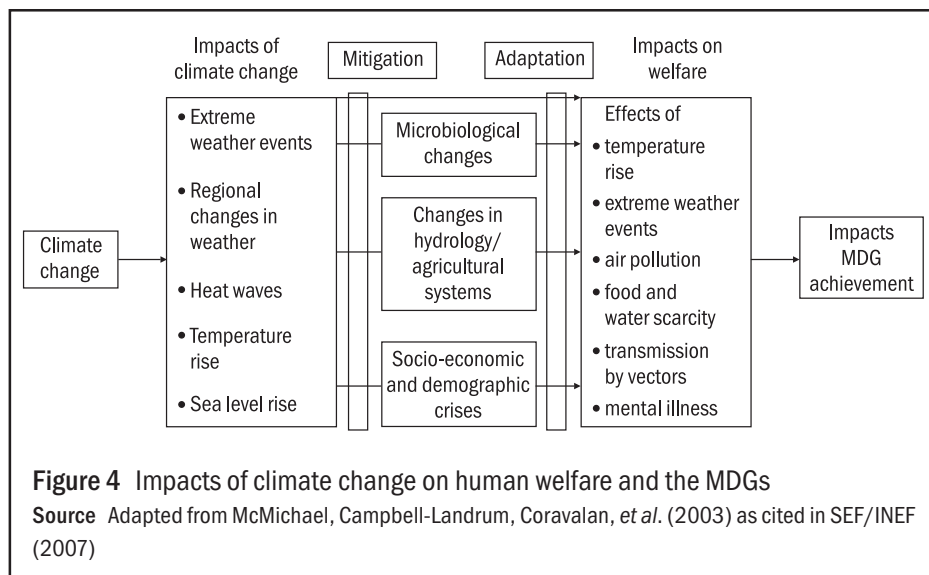 Impacts of
climate change
Mitigation
Adaptation
Impacts on
welfare
Climate
change
• Extreme
weather events
• Regional
changes in
weather
• Heat waves
• Temperature
rise
• Sea level rise
Microbiological
changes
Changes in
hydrology/
agricultural
systems
Socio-economic
and demographic
crises
Effects of
• temperature
rise
• extreme weather
events
• air pollution
• food and
water scarcity
• transmission
by vectors
• mental illness
Impacts
MDG
achievement
Figure 4 Impacts of climate change on human welfare and the MDGs
Source Adapted from McMichael, Campbell-Landrum, Coravalan, et al. (2003) as cited in SEF/INEF
(2007)